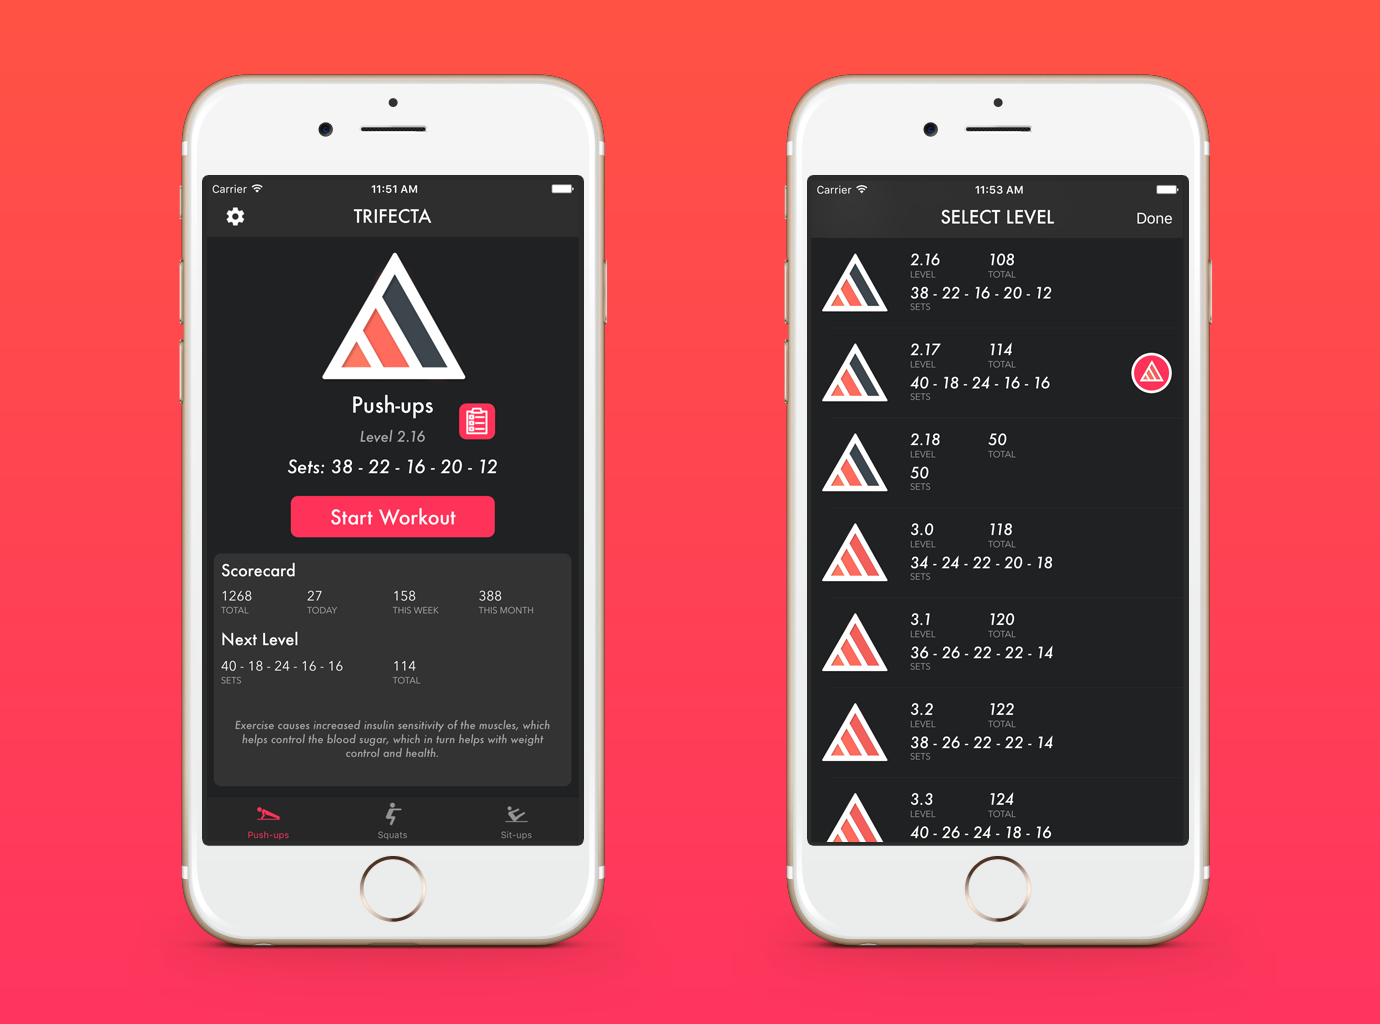 Carrier 11:51 AM
TRIFECTA
Push-ups
Level 2.16
Sets: 38 - 22 - 16 - 20 - 12
Start Workout
Scorecard
1268 27 158 388
TOTAL TODAY THIS WEEK THIS MONTH
Next Level
40 - 18 - 24 - 16 - 16 114
SETS TOTAL
Exercise causes increased insulin sensitivity of the muscles, which
helps control the blood sugar, which in turn helps with weight
control and health.
Push-ups Squats Sit-ups
Carrier 11:53 AM
SELECT LEVEL Done
2.16 108
LEVEL TOTAL
38 - 22 - 16 - 20 - 12
SETS
2.17 114
LEVEL TOTAL
40 - 18 - 24 - 16 - 16
SETS
2.18 50
LEVEL TOTAL
50
SETS
3.0 118
LEVEL TOTAL
34 - 24 - 22 - 20 - 18
SETS
3.1 120
LEVEL TOTAL
36 - 26 - 22 - 22 - 14
SETS
3.2 122
LEVEL TOTAL
38 - 26 - 22 - 22 - 14
SETS
3.3 124
LEVEL TOTAL
40 - 26 - 24 - 18 - 16